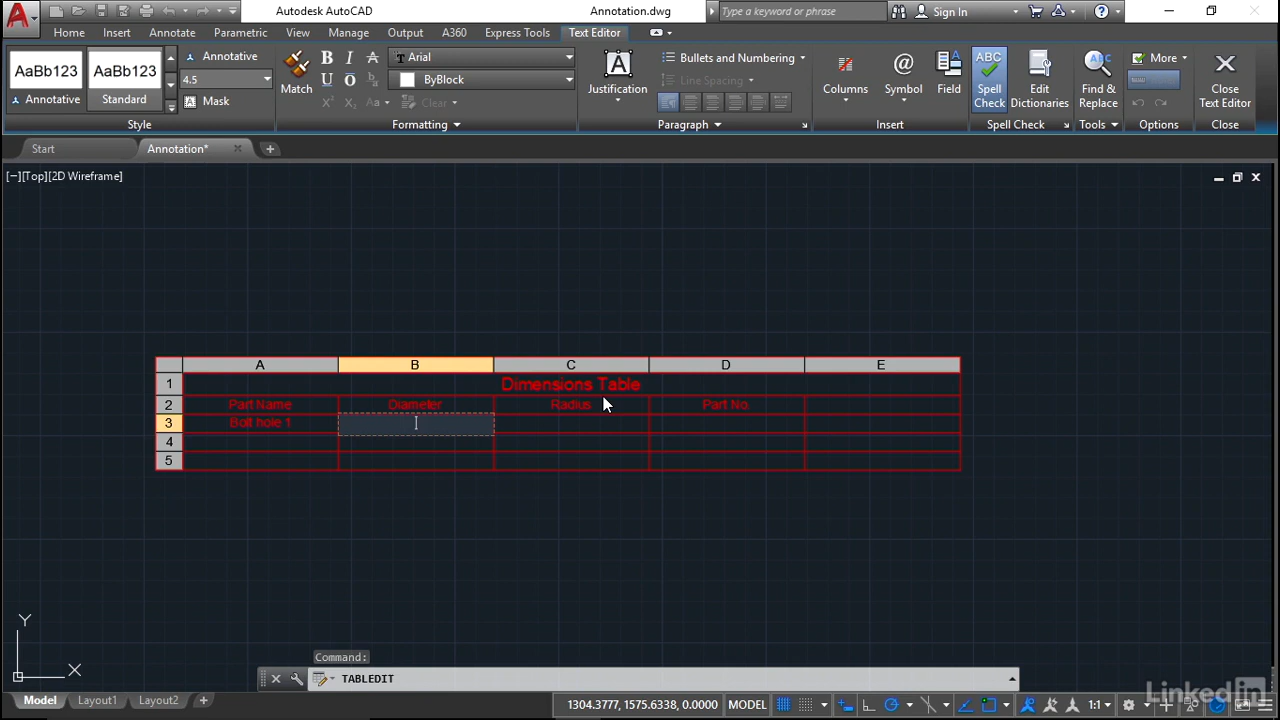 Autodesk AutoCAD
Annotation.dwg
Type a keyword or phrase
Sign In
Home
Insert
Annotate
Parametric
View
Manage
Output
A360
Express Tools
Text Editor
AaBb123
AaBb123
Annotative
Standard
Annotative
4.5
Mask
Style
Match
Arial
ByBlock
Clear
Formatting
Justification
Bullets and Numbering
Line Spacing
Paragraph
Columns
Symbol
Field
Insert
ABC
Spell
Check
Edit
Dictionaries
Spell Check
Find &
Replace
Tools
More
Ruler
Options
Close
Text Editor
Close
Start
Annotation*
[−][Top][2D Wireframe]
A B C D E
1 Dimensions Table
2 Part Name Diameter Radius Part No.
3 Bolt hole 1
4
5
Y
X
Command:
TABLEDIT
Model
Layout1
Layout2
1304.3777, 1575.6338, 0.0000
MODEL
1:1
LinkedIn